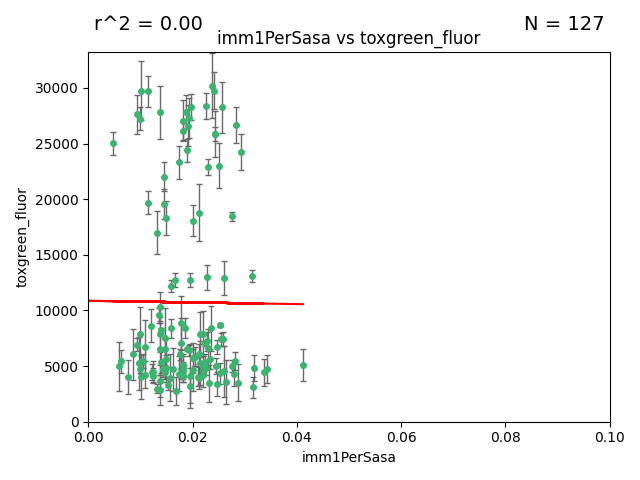 r^2 = 0.00
N = 127
imm1PerSasa vs toxgreen_fluor
toxgreen_fluor
30000
25000
20000
15000
10000
5000
0
0.00 0.02 0.04 0.06 0.08 0.10
imm1PerSasa